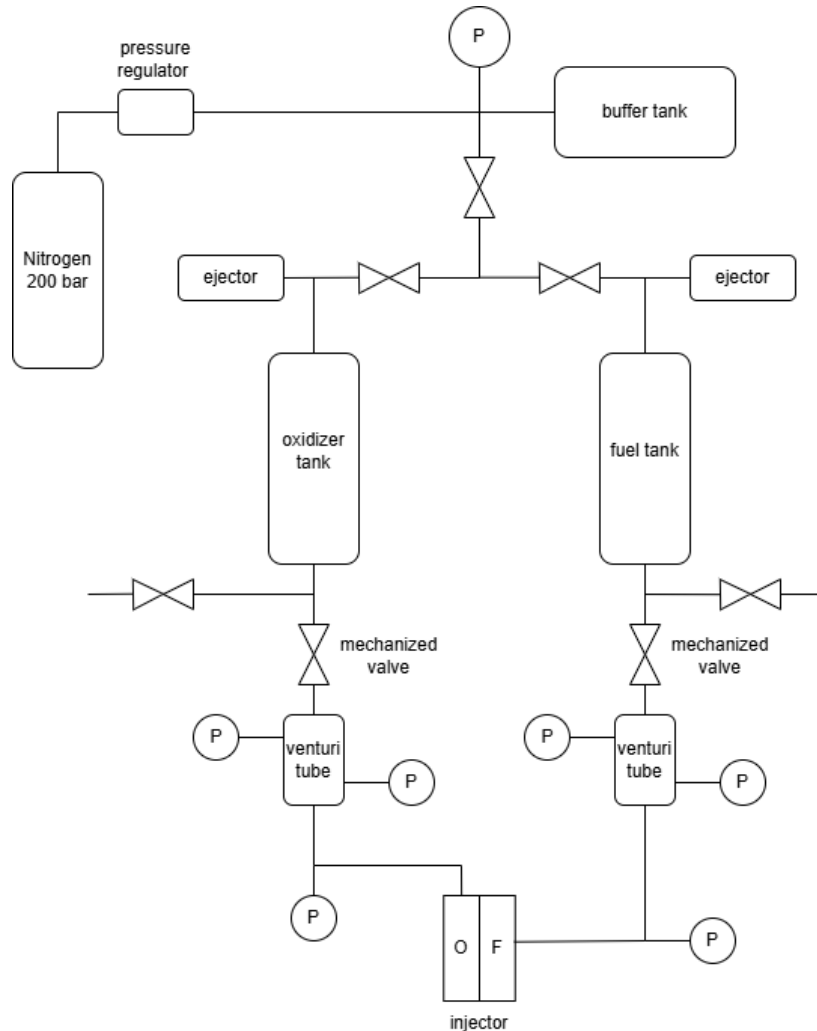 P
pressure
regulator
buffer tank
Nitrogen
200 bar
ejector
ejector
oxidizer
tank
fuel tank
mechanized
valve
mechanized
valve
P
venturi
tube
P
P
venturi
tube
P
P
O
F
P
injector